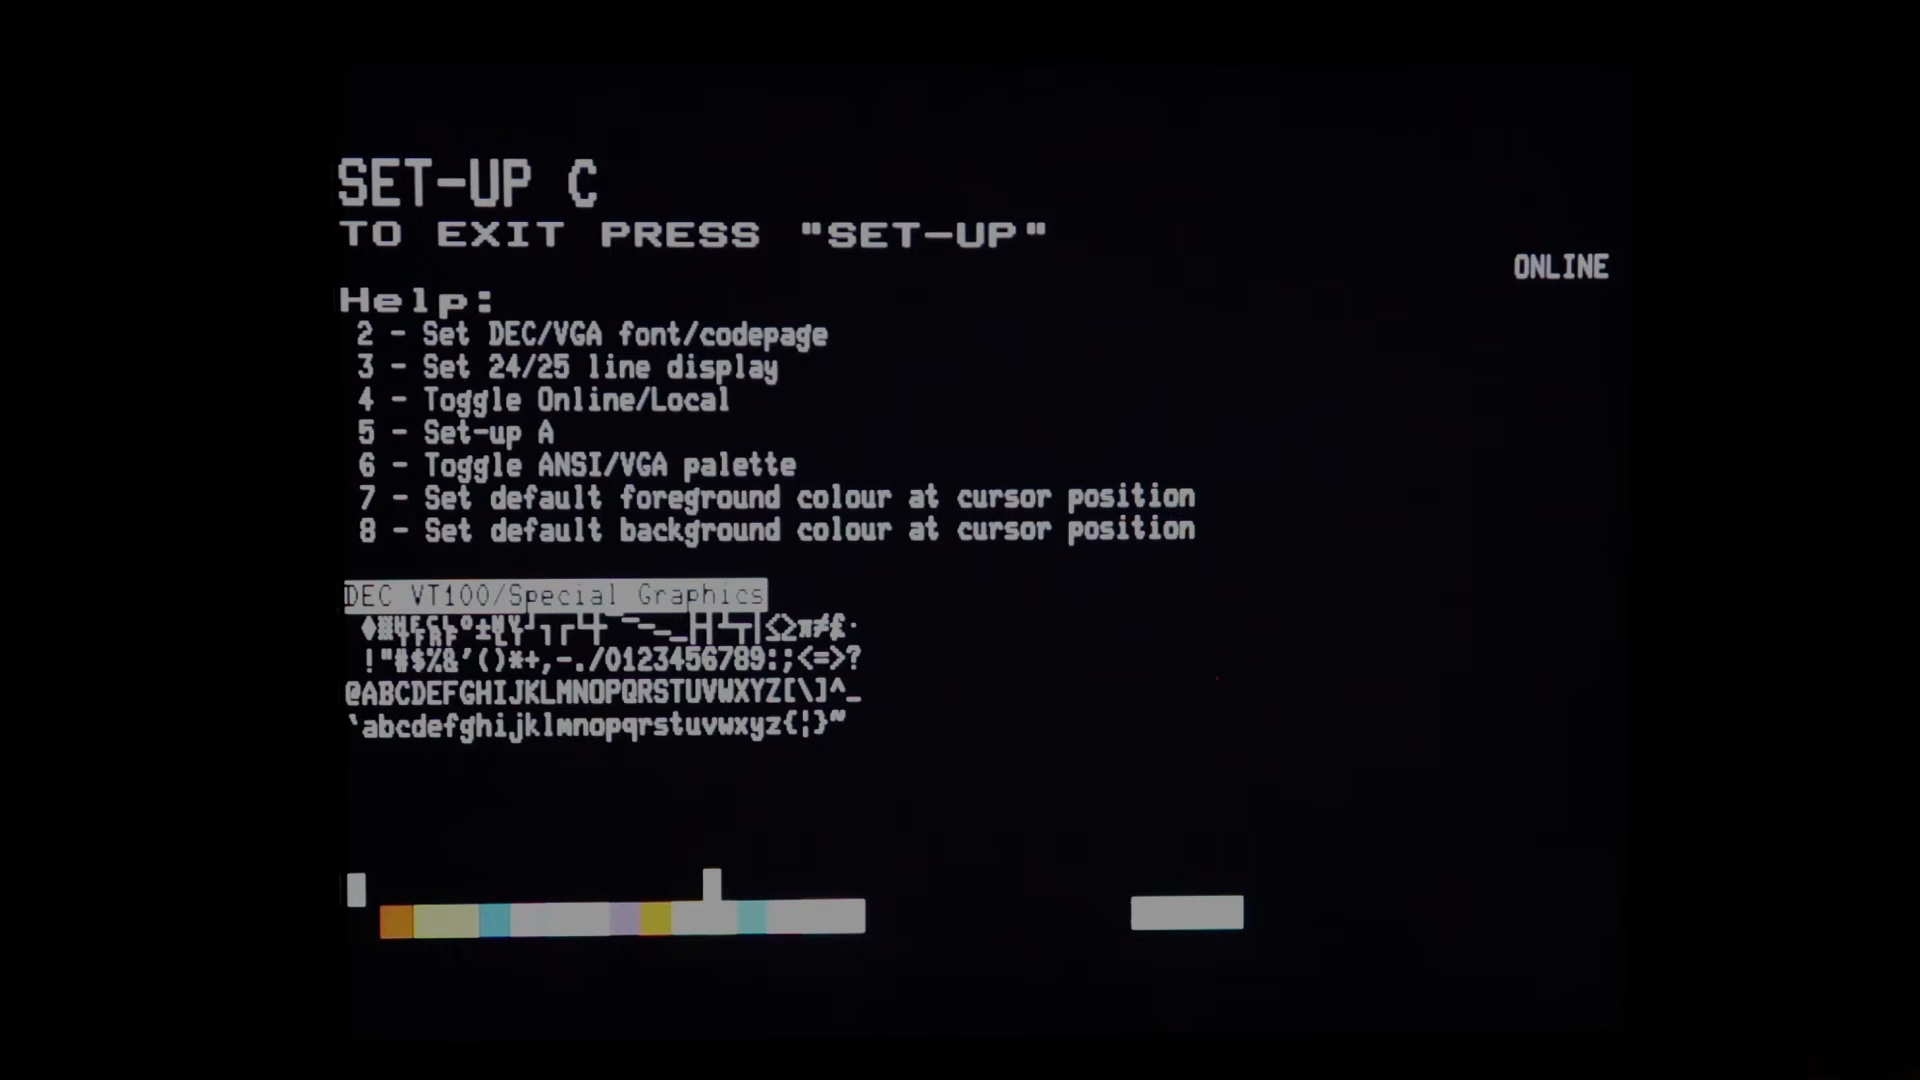 SET-UP C
TO EXIT PRESS "SET-UP"
ONLINE
Help:
2 - Set DEC/VGA font/codepage
3 - Set 24/25 line display
4 - Toggle Online/Local
5 - Set-up A
6 - Toggle ANSI/VGA palette
7 - Set default foreground colour at cursor position
8 - Set default background colour at cursor position
DEC VT100/Special Graphics
♦▒␉␌␍␊°±␤␋┘┐┌└┼⎺⎻─⎼⎽├┤┴┬│≤≥π≠£·
!"#$%&'()*+,-./0123456789:;<=>?
@ABCDEFGHIJKLMNOPQRSTUVWXYZ[\]^_
`abcdefghijklmnopqrstuvwxyz{¦}~